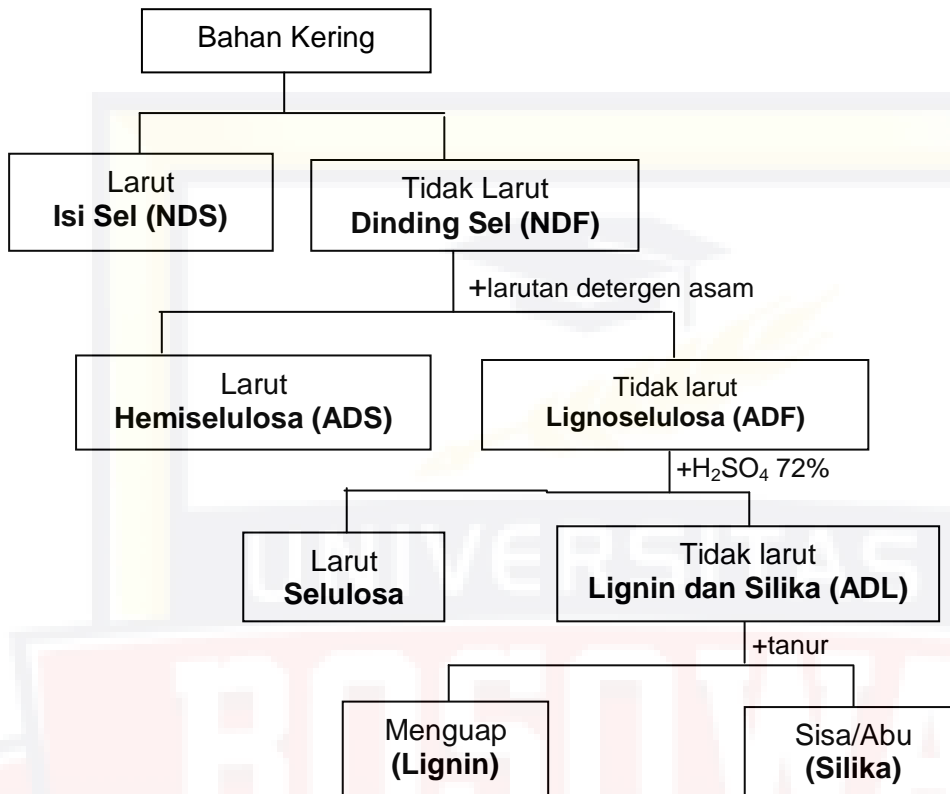 Bahan Kering
Larut
Isi Sel (NDS)
Tidak Larut
Dinding Sel (NDF)
+larutan detergen asam
Larut
Hemiselulosa (ADS)
Tidak larut
Lignoselulosa (ADF)
+H₂SO₄ 72%
Larut
Selulosa
Tidak larut
Lignin dan Silika (ADL)
+tanur
Menguap
(Lignin)
Sisa/Abu
(Silika)
UNIVERSITAS